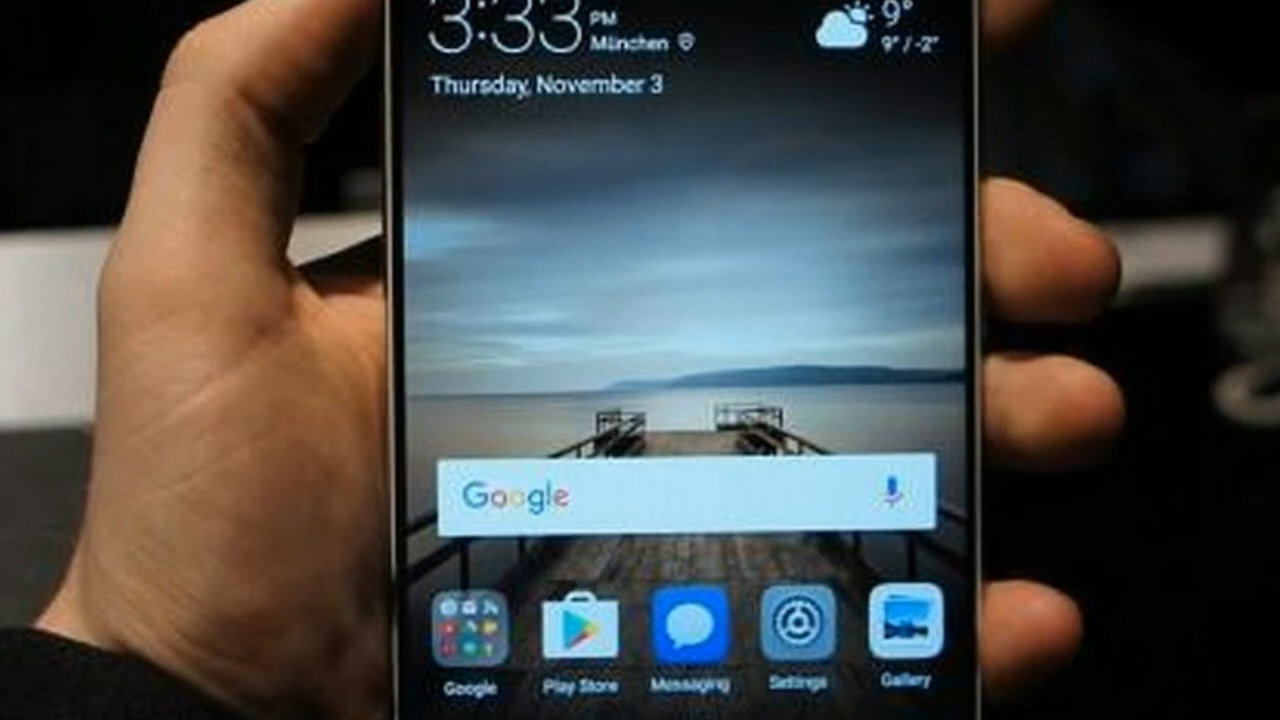 3:33 PM
München
9°
9° / -2°
Thursday, November 3
Google
Google
Play Store
Messaging
Settings
Gallery